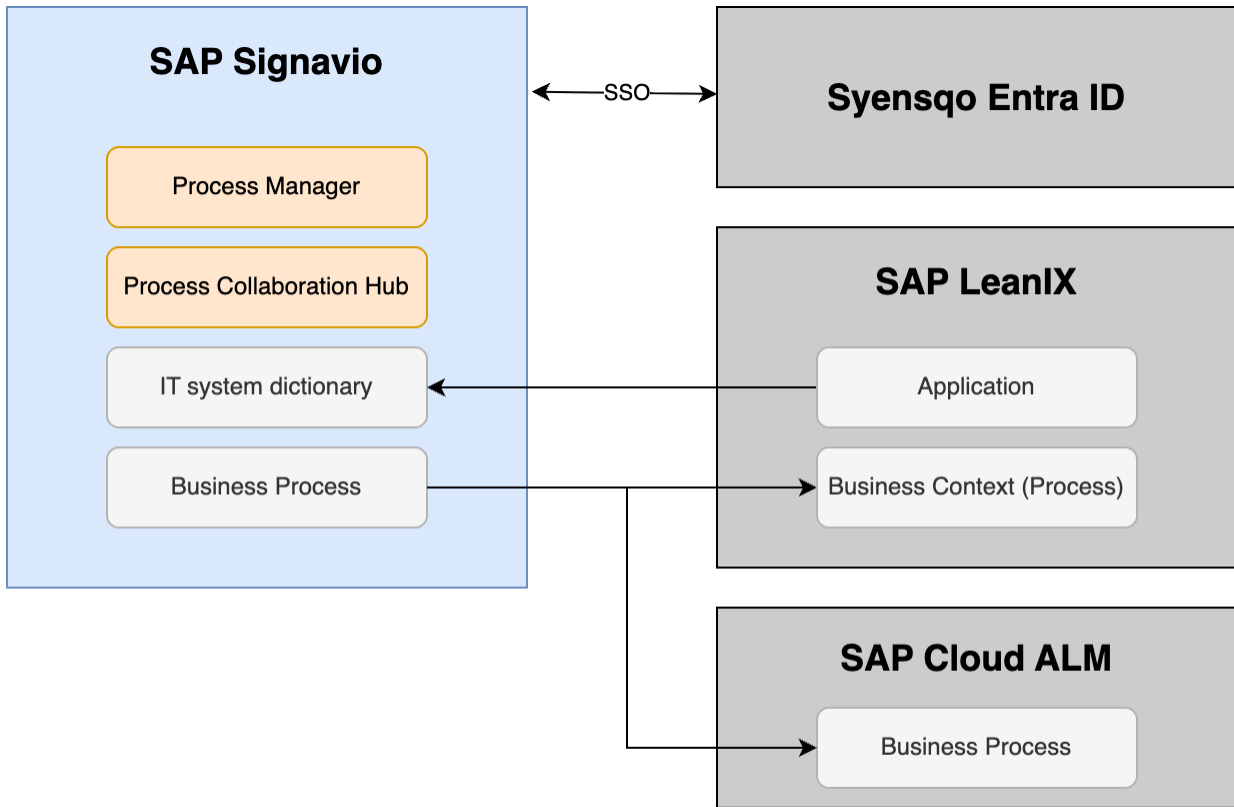 SAP Signavio
Process Manager
Process Collaboration Hub
IT system dictionary
Business Process
SSO
Syensqo Entra ID
SAP LeanIX
Application
Business Context (Process)
SAP Cloud ALM
Business Process